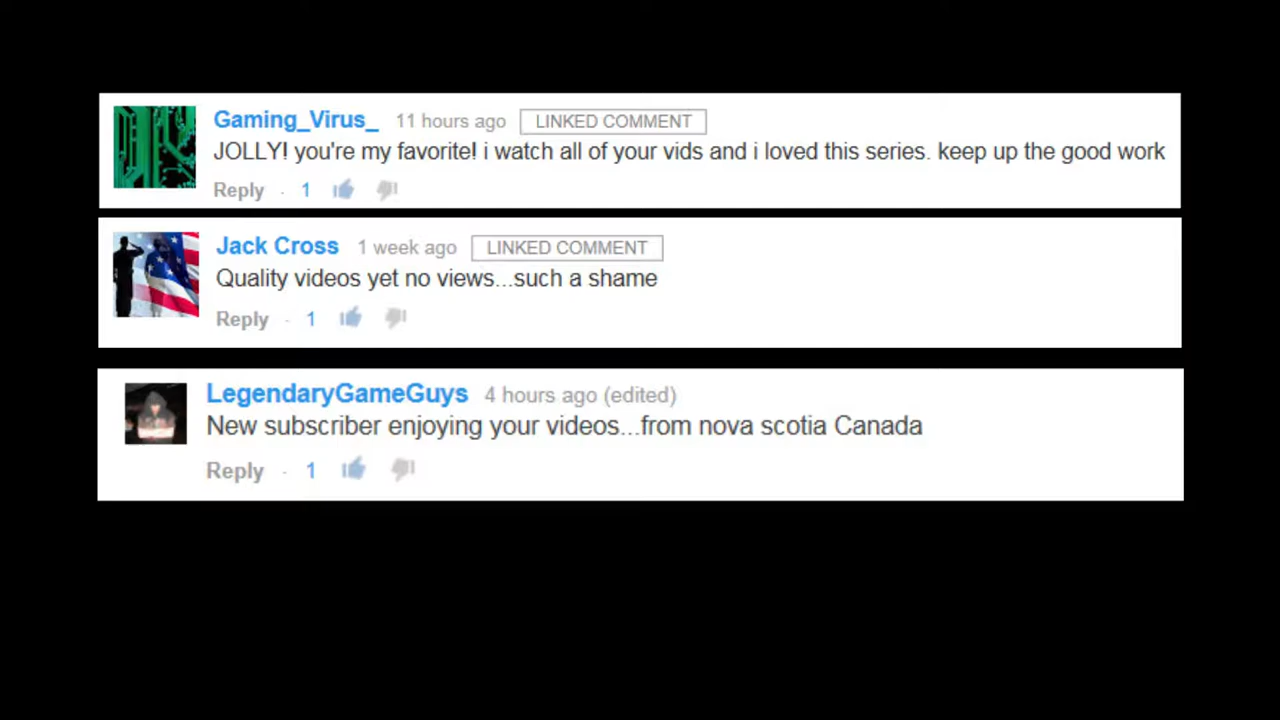 Gaming_Virus_ 11 hours ago LINKED COMMENT
JOLLY! you're my favorite! i watch all of your vids and i loved this series. keep up the good work
Reply · 1
Jack Cross 1 week ago LINKED COMMENT
Quality videos yet no views...such a shame
Reply · 1
LegendaryGameGuys 4 hours ago (edited)
New subscriber enjoying your videos...from nova scotia Canada
Reply · 1